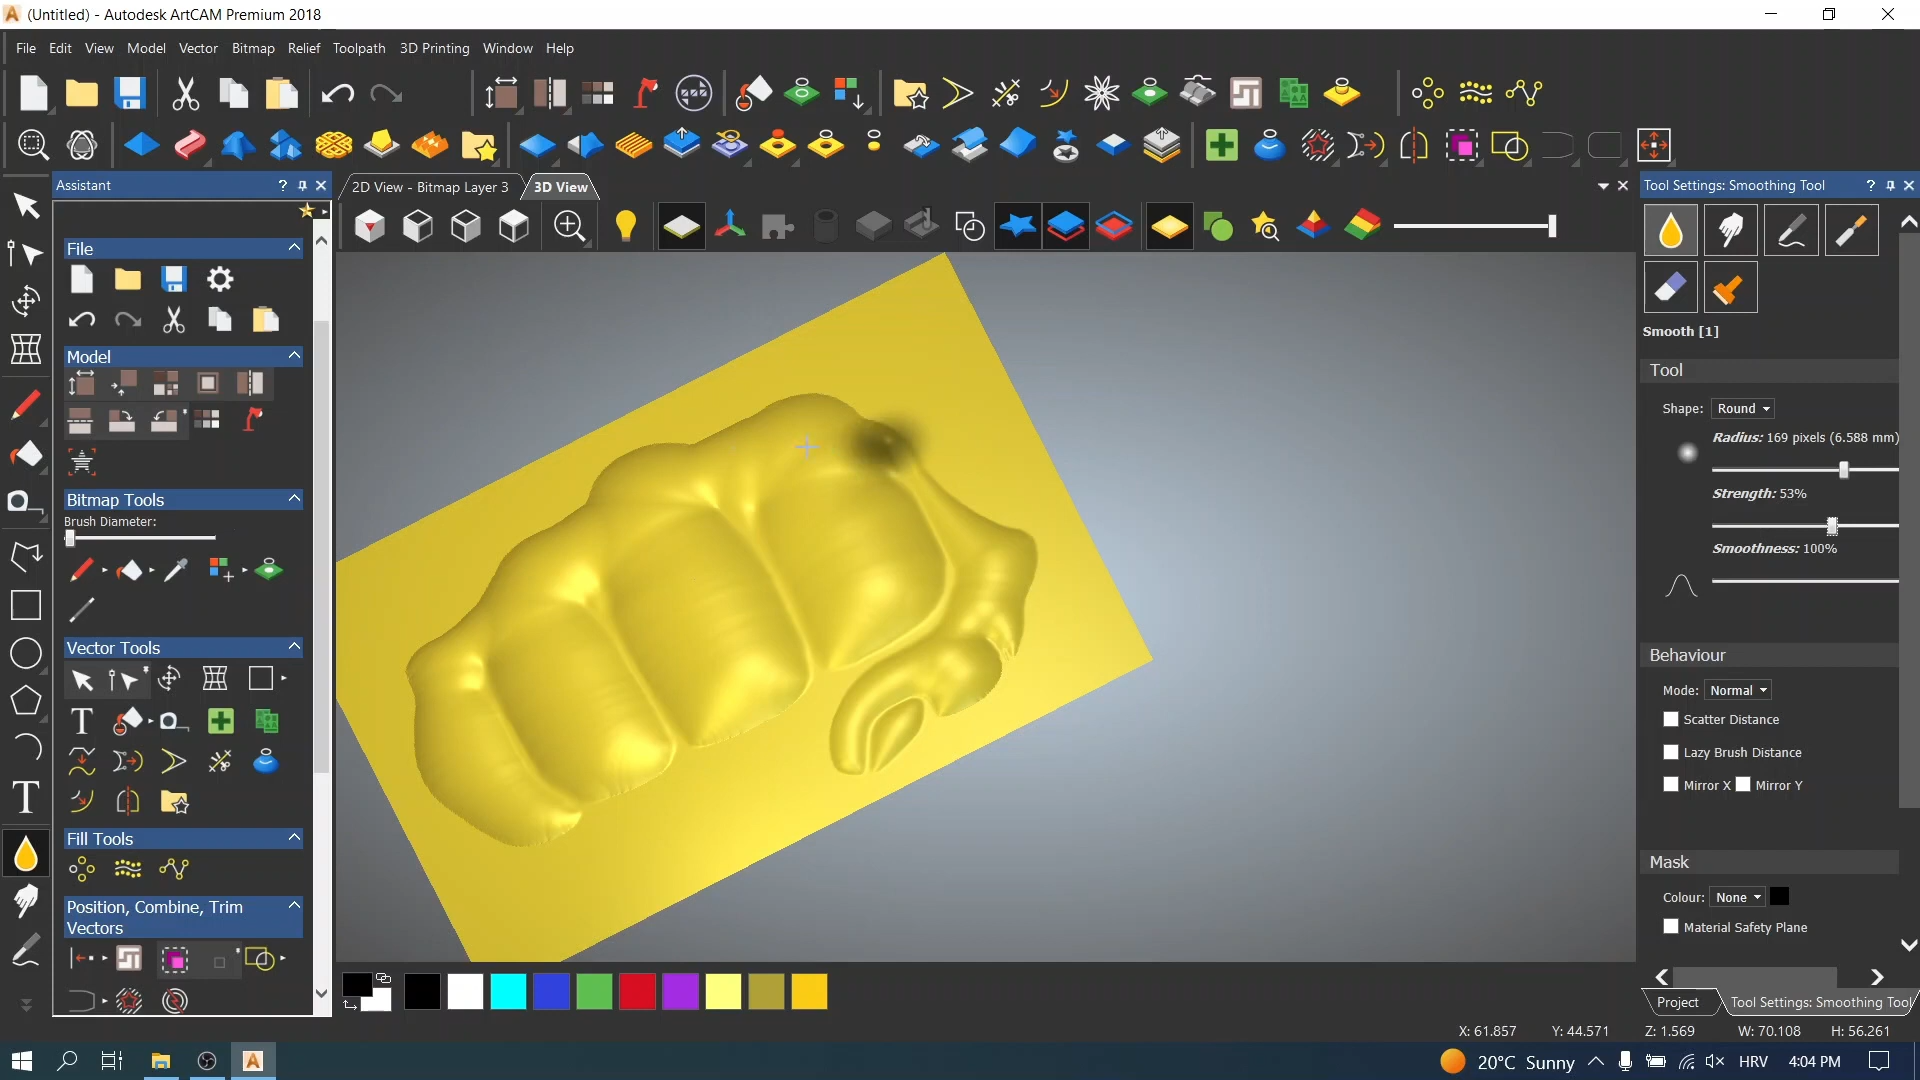 (Untitled) - Autodesk ArtCAM Premium 2018
File Edit View Model Vector Bitmap Relief Toolpath 3D Printing Window Help
Assistant
2D View - Bitmap Layer 3
3D View
Tool Settings: Smoothing Tool
File
Model
Bitmap Tools
Brush Diameter:
Vector Tools
Fill Tools
Position, Combine, Trim
Vectors
Smooth [1]
Tool
Shape: Round
Radius: 169 pixels (6.588 mm)
Strength: 53%
Smoothness: 100%
Behaviour
Mode: Normal
Scatter Distance
Lazy Brush Distance
Mirror X Mirror Y
Mask
Colour: None
Material Safety Plane
Project
Tool Settings: Smoothing Tool
X: 61.857 Y: 44.571 Z: 1.569 W: 70.108 H: 56.261
20°C Sunny HRV 4:04 PM